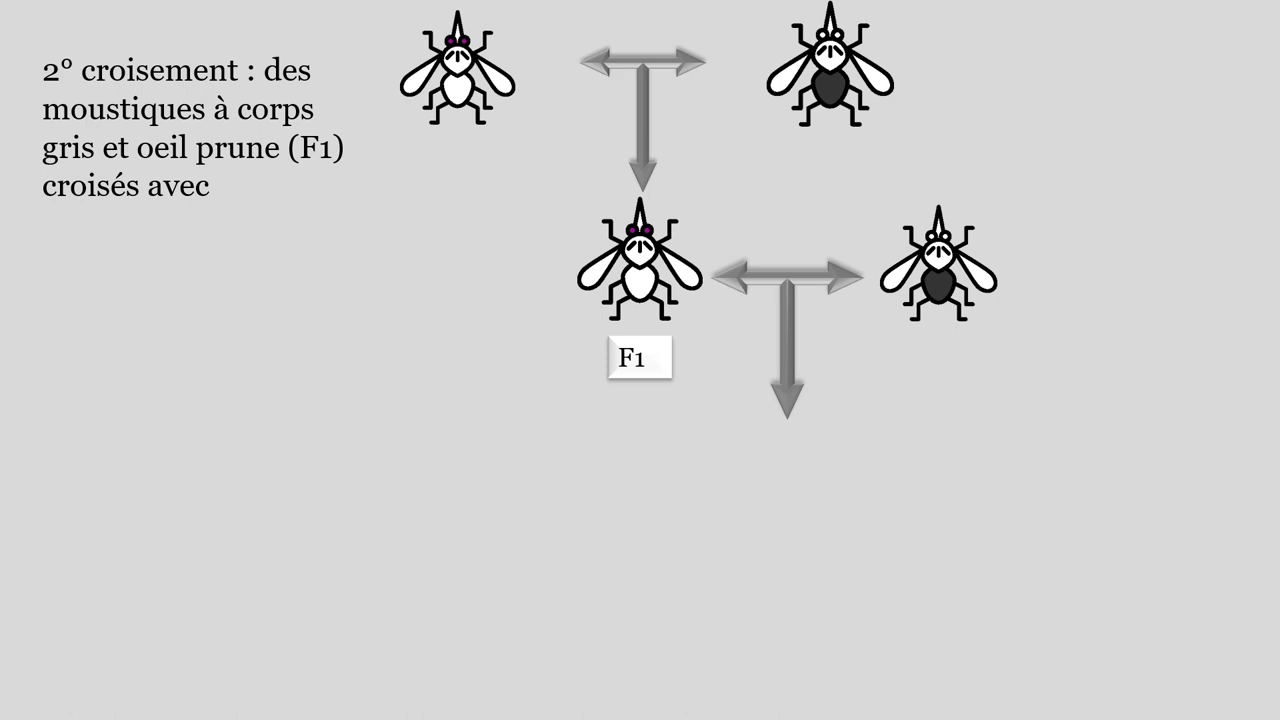 2° croisement : des
moustiques à corps
gris et oeil prune (F1)
croisés avec
F1